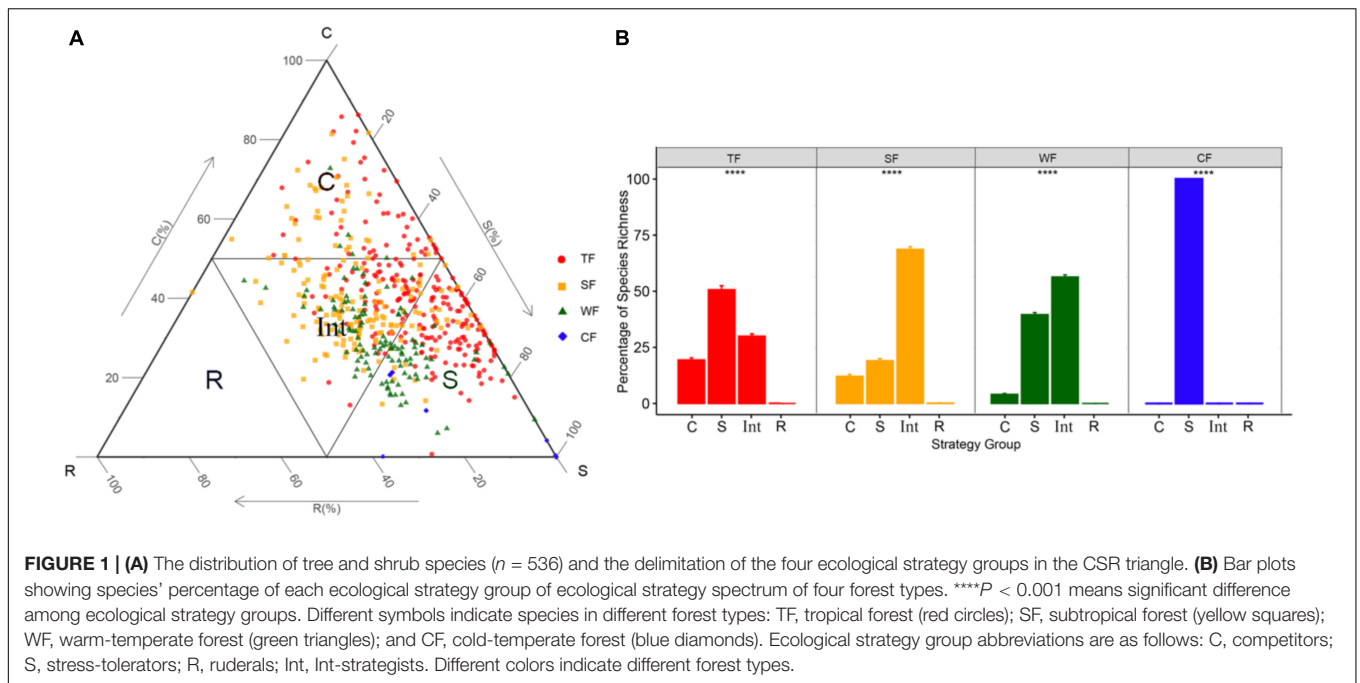 A
B
C
100
20
80
C
60
40
C(%)
S(%)
TF
SF
WF
CF
40
60
Int
20
R
S
80
100
R
S
100
80
60
40
20
R(%)
TF
SF
WF
CF
****
****
****
****
Percentage of Species Richness
100
75
50
25
0
C S Int R
C S Int R
C S Int R
C S Int R
Strategy Group
FIGURE 1 | (A) The distribution of tree and shrub species (n = 536) and the delimitation of the four ecological strategy groups in the CSR triangle. (B) Bar plots
showing species' percentage of each ecological strategy group of ecological strategy spectrum of four forest types. ****P < 0.001 means significant difference
among ecological strategy groups. Different symbols indicate species in different forest types: TF, tropical forest (red circles); SF, subtropical forest (yellow squares);
WF, warm-temperate forest (green triangles); and CF, cold-temperate forest (blue diamonds). Ecological strategy group abbreviations are as follows: C, competitors;
S, stress-tolerators; R, ruderals; Int, Int-strategists. Different colors indicate different forest types.